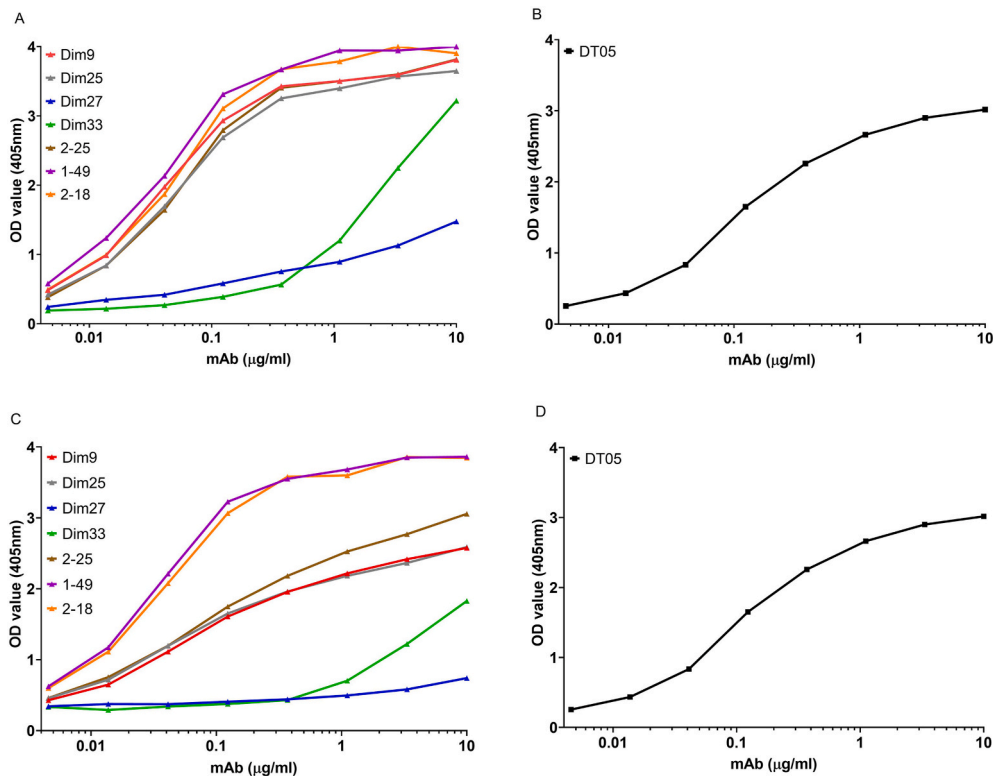 A
Dim9
Dim25
Dim27
Dim33
2-25
1-49
2-18
OD value (405nm)
4
3
2
1
0
0.01
0.1
1
10
mAb (µg/ml)
B
DT05
OD value (405nm)
4
3
2
1
0
0.01
0.1
1
10
mAb (µg/ml)
C
Dim9
Dim25
Dim27
Dim33
2-25
1-49
2-18
OD value (405nm)
4
3
2
1
0
0.01
0.1
1
10
mAb (µg/ml)
D
DT05
OD value (405nm)
4
3
2
1
0
0.01
0.1
1
10
mAb (µg/ml)